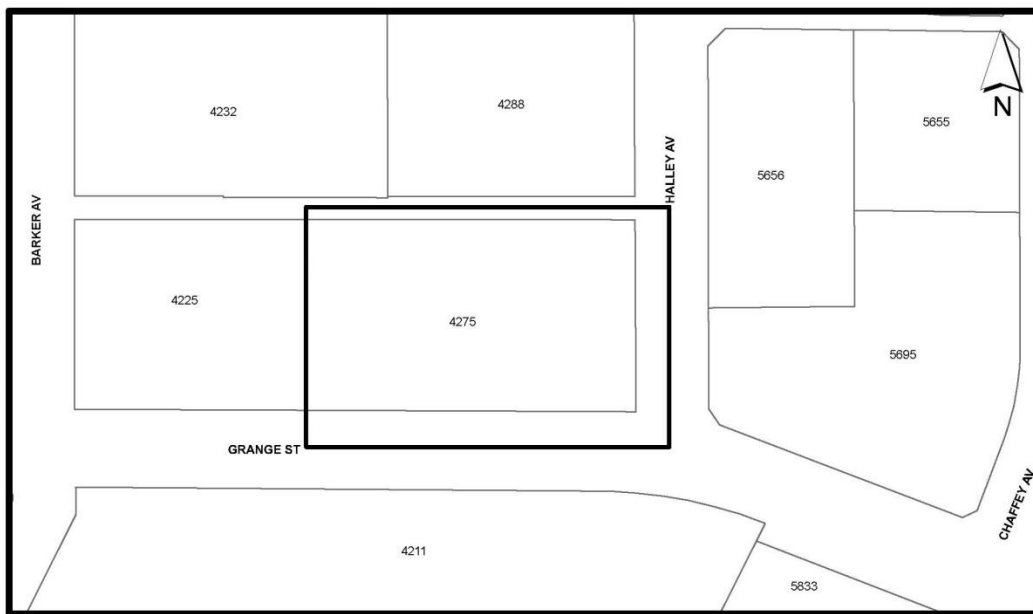 4232
4288
HALLEY AV
5656
5655
N
BARKER AV
4225
4275
5695
GRANGE ST
CHAFFEY AV
4211
5833